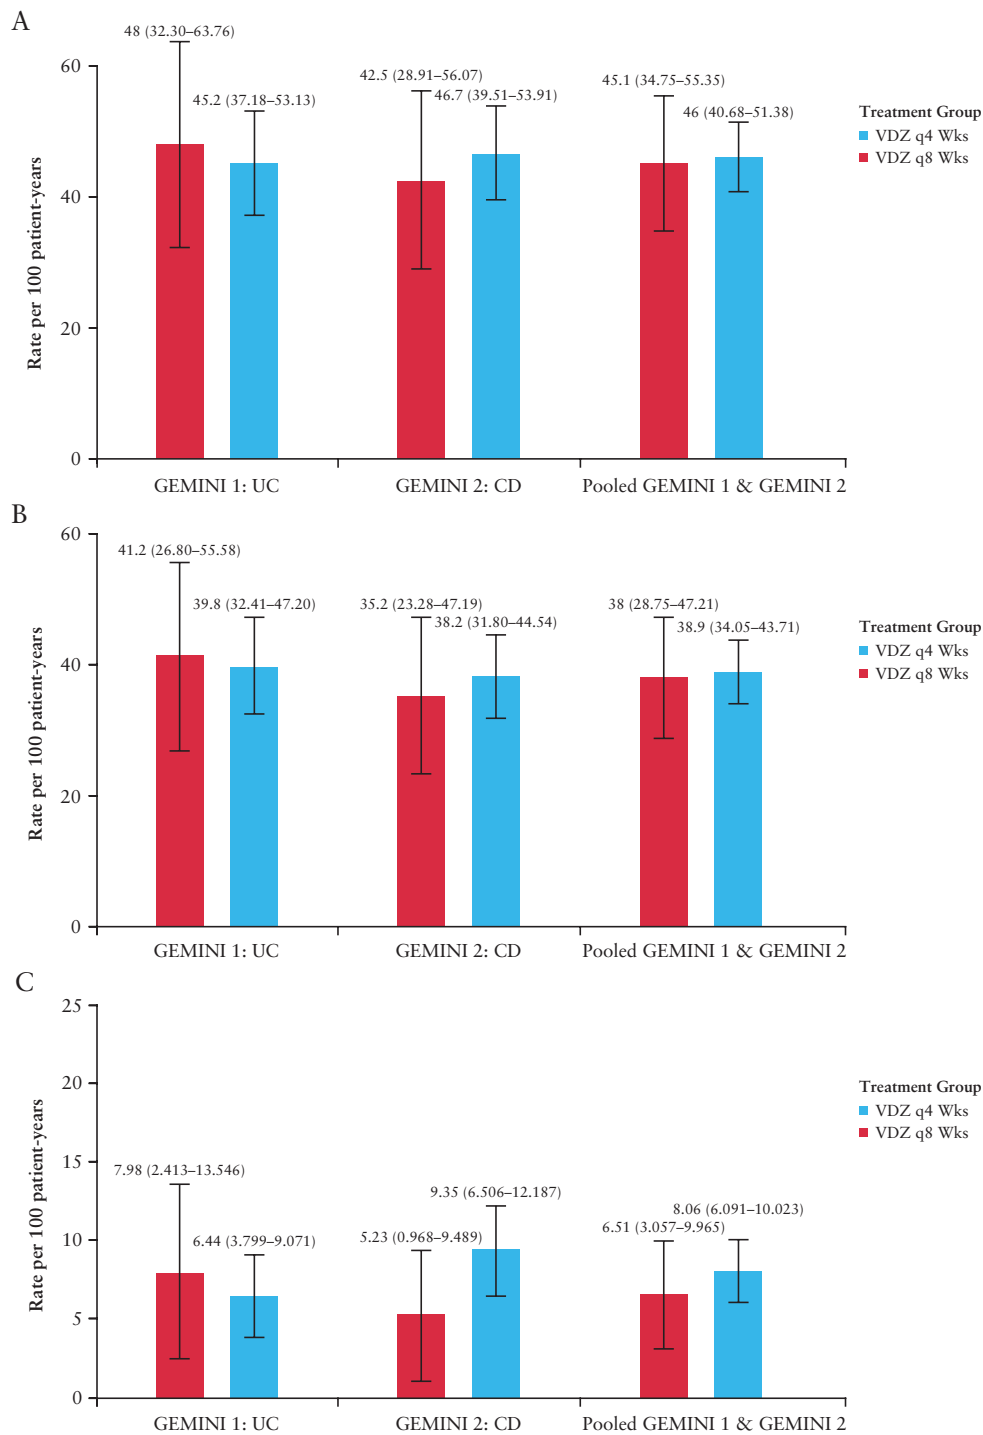 A
48 (32.30–63.76)
45.2 (37.18–53.13)
42.5 (28.91–56.07)
46.7 (39.51–53.91)
45.1 (34.75–55.35)
46 (40.68–51.38)
60
40
20
0
Rate per 100 patient-years
GEMINI 1: UC
GEMINI 2: CD
Pooled GEMINI 1 & GEMINI 2
Treatment Group
VDZ q4 Wks
VDZ q8 Wks
B
41.2 (26.80–55.58)
39.8 (32.41–47.20)
35.2 (23.28–47.19)
38.2 (31.80–44.54)
38 (28.75–47.21)
38.9 (34.05–43.71)
60
40
20
0
Rate per 100 patient-years
GEMINI 1: UC
GEMINI 2: CD
Pooled GEMINI 1 & GEMINI 2
Treatment Group
VDZ q4 Wks
VDZ q8 Wks
C
7.98 (2.413–13.546)
6.44 (3.799–9.071)
5.23 (0.968–9.489)
9.35 (6.506–12.187)
6.51 (3.057–9.965)
8.06 (6.091–10.023)
25
20
15
10
5
0
Rate per 100 patient-years
GEMINI 1: UC
GEMINI 2: CD
Pooled GEMINI 1 & GEMINI 2
Treatment Group
VDZ q4 Wks
VDZ q8 Wks